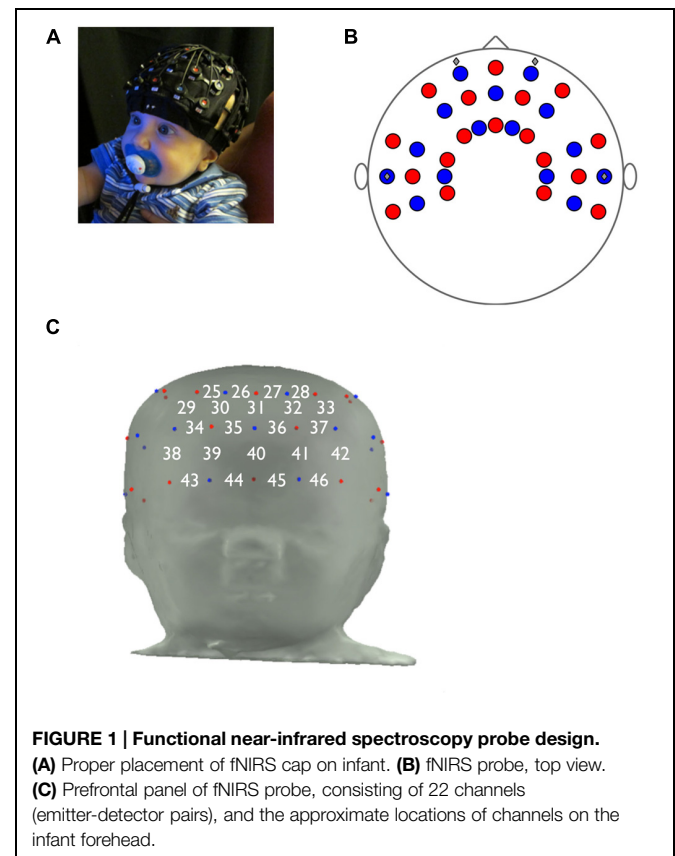 A
B
C
25 26 27 28
29 30 31 32 33
34 35 36 37
38 39 40 41 42
43 44 45 46
FIGURE 1 | Functional near-infrared spectroscopy probe design.
(A) Proper placement of fNIRS cap on infant. (B) fNIRS probe, top view.
(C) Prefrontal panel of fNIRS probe, consisting of 22 channels
(emitter-detector pairs), and the approximate locations of channels on the
infant forehead.